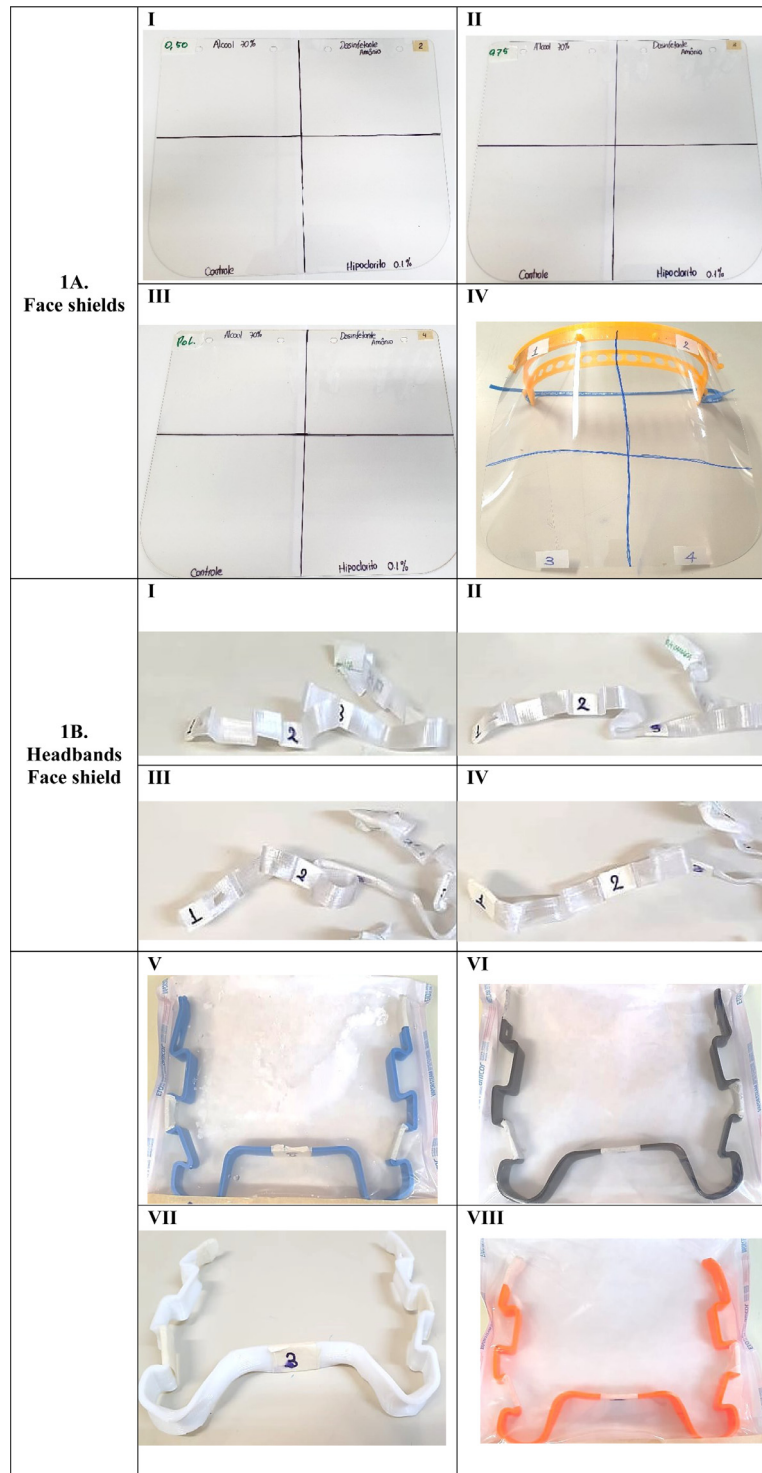 1A.
Face shields
I
0,50
Alcool 70%
Desinfetante
Amônio
2
Controle
Hipoclorito 0.1%
II
0,75
Alcool 70%
Desinfetante
Amônio
Controle
Hipoclorito 0.1%
III
Pol.
Alcool 70%
Desinfetante
Amônio
4
Controle
Hipoclorito 0.1%
IV
1
2
3
4
1B.
Headbands
Face shield
I
2
3
II
1
2
3
III
1
2
IV
1
2
V
VI
VII
3
VIII